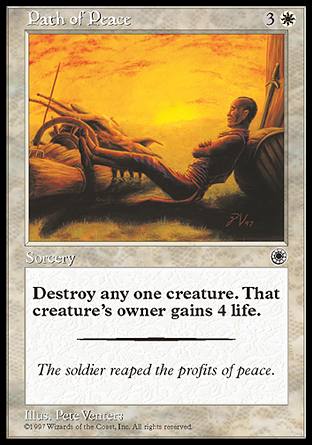 Path of Peace 3
PV97
Sorcery
Destroy any one creature. That
creature's owner gains 4 life.
The soldier reaped the profits of peace.
Illus. Pete Venters
©1997 Wizards of the Coast, Inc. All rights reserved.